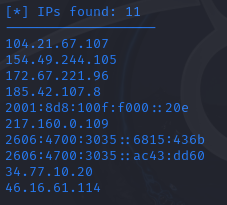 [*] IPs found: 11
--------------------
104.21.67.107
154.49.244.105
172.67.221.96
185.42.107.8
2001:8d8:100f:f000::20e
217.160.0.109
2606:4700:3035::6815:436b
2606:4700:3035::ac43:dd60
34.77.10.20
46.16.61.114